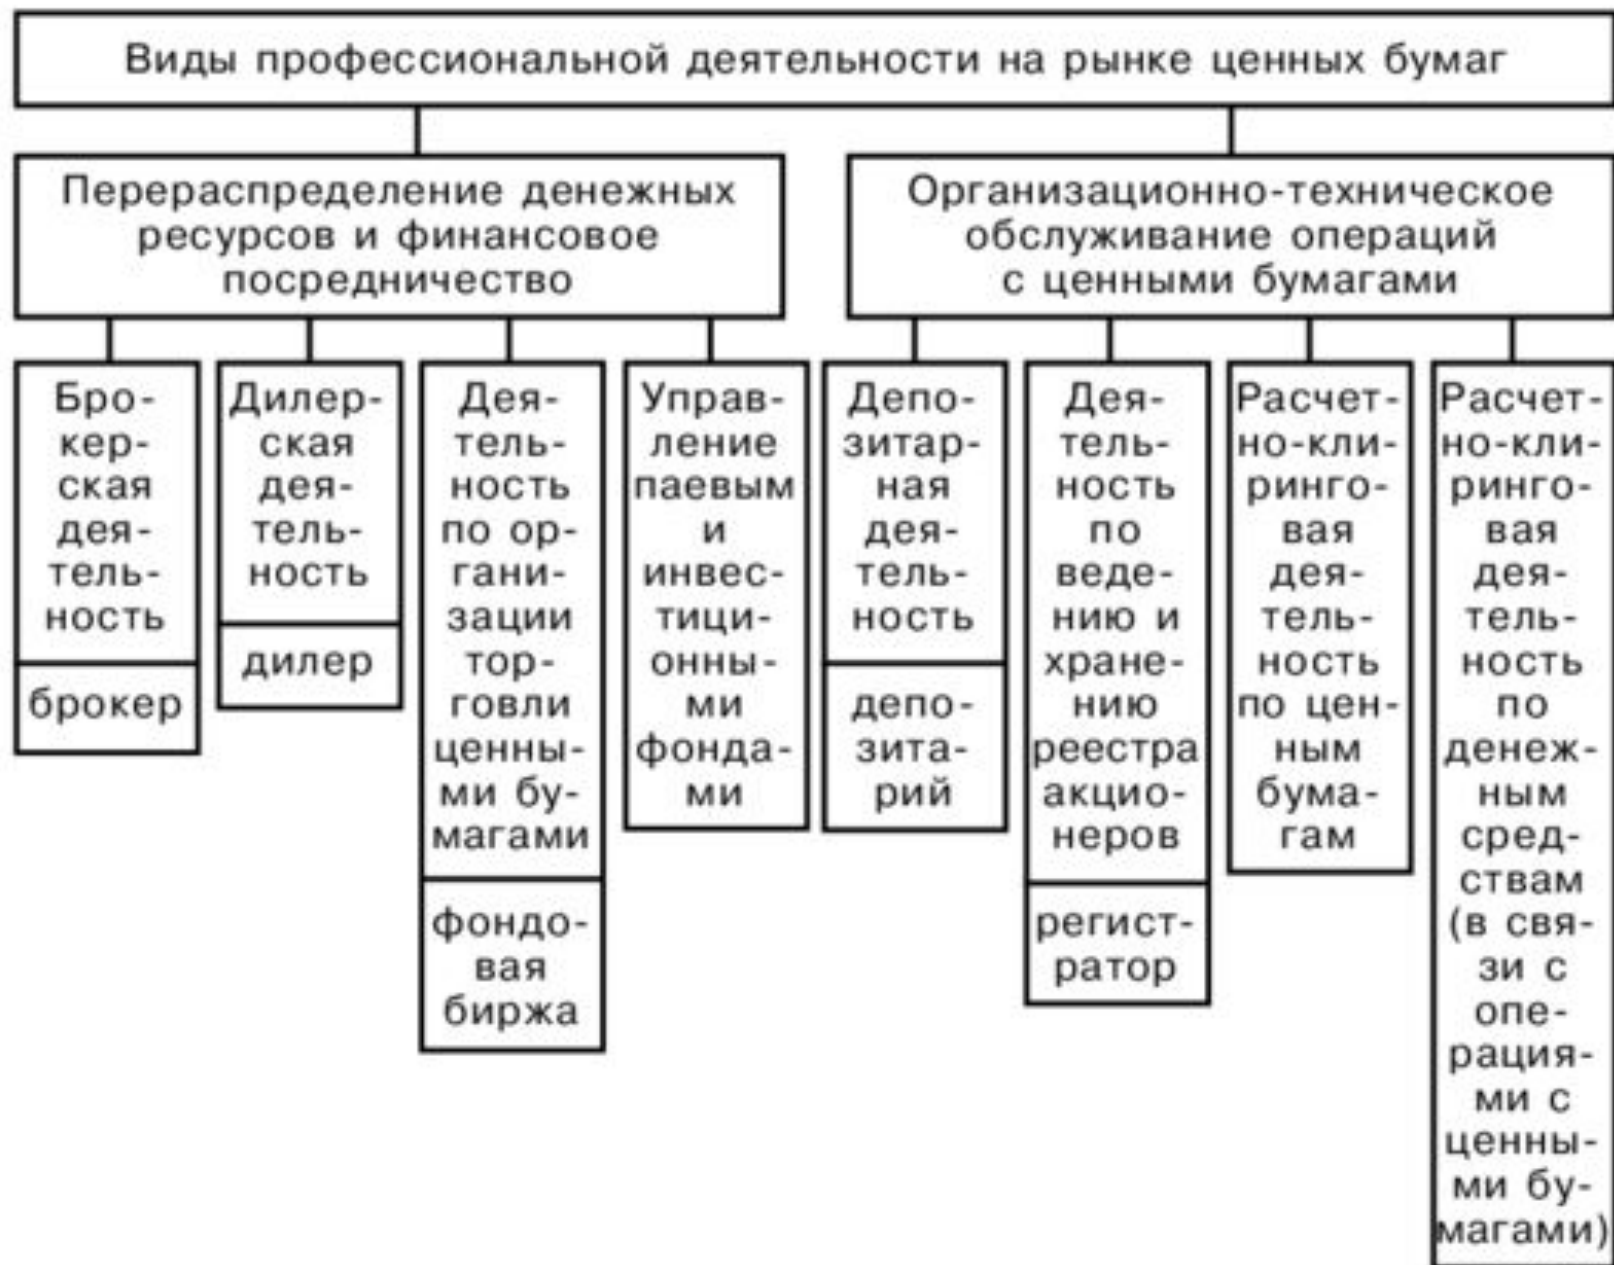 Виды профессиональной деятельности на рынке ценных бумаг
Перераспределение денежных
ресурсов и финансовое
посредничество
Организационно-техническое
обслуживание операций
с ценными бумагами
Бро-
кер-
ская
дея-
тель-
ность
брокер
Дилер-
ская
дея-
тель-
ность
дилер
Дея-
тель-
ность
по ор-
гани-
зации
тор-
говли
ценны-
ми бу-
магами
фондо-
вая
биржа
Управ-
ление
паевым
и
инвес-
тици-
онны-
ми
фонда-
ми
Депо-
зитар-
ная
дея-
тель-
ность
депо-
зита-
рий
Дея-
тель-
ность
по
веде-
нию и
хране-
нию
реестра
акцио-
неров
регист-
ратор
Расчет-
но-кли-
ринго-
вая
дея-
тель-
ность
по цен-
ным
бума-
гам
Расчет-
но-кли-
ринго-
вая
дея-
тель-
ность
по
денеж-
ным
сред-
ствам
(в свя-
зи с
опе-
рация-
ми с
ценны-
ми бу-
магами)